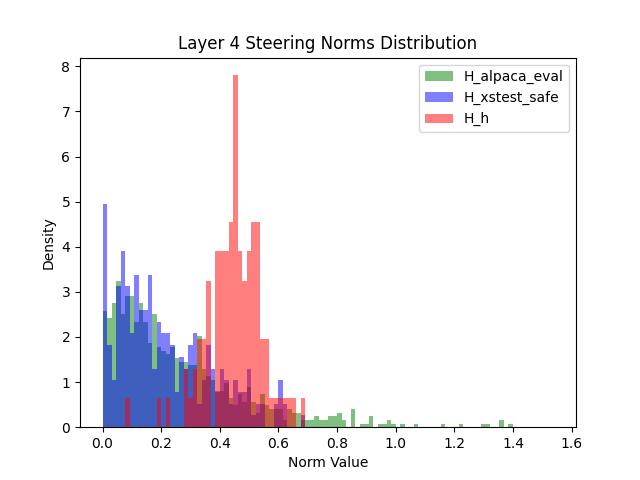 Layer 4 Steering Norms Distribution
H_alpaca_eval
H_xstest_safe
H_h
8
7
6
5
4
3
2
1
0
Density
0.0 0.2 0.4 0.6 0.8 1.0 1.2 1.4 1.6
Norm Value